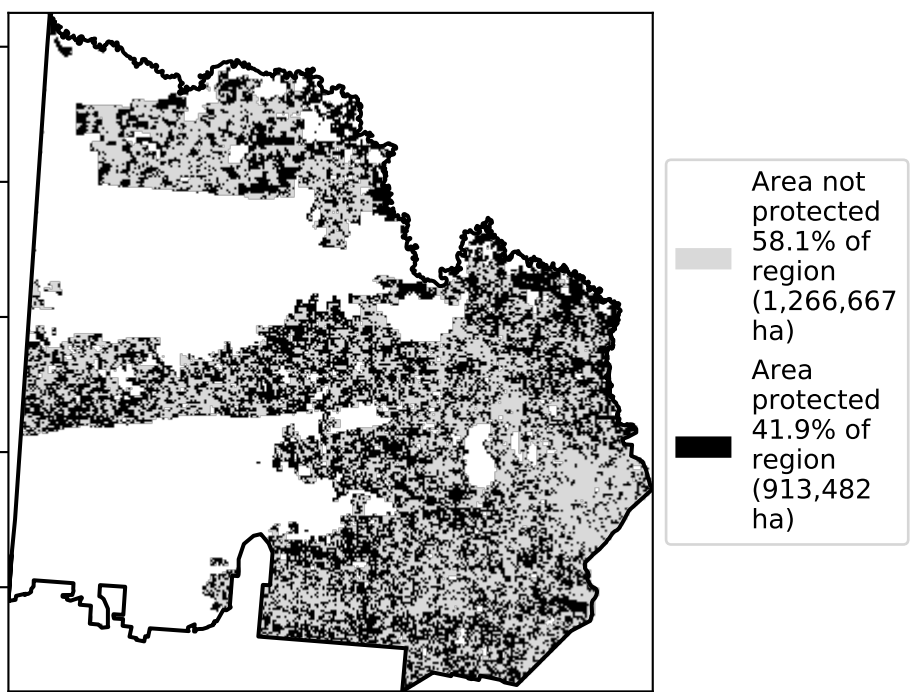 Area not
protected
58.1% of
region
(1,266,667
ha)
Area
protected
41.9% of
region
(913,482
ha)